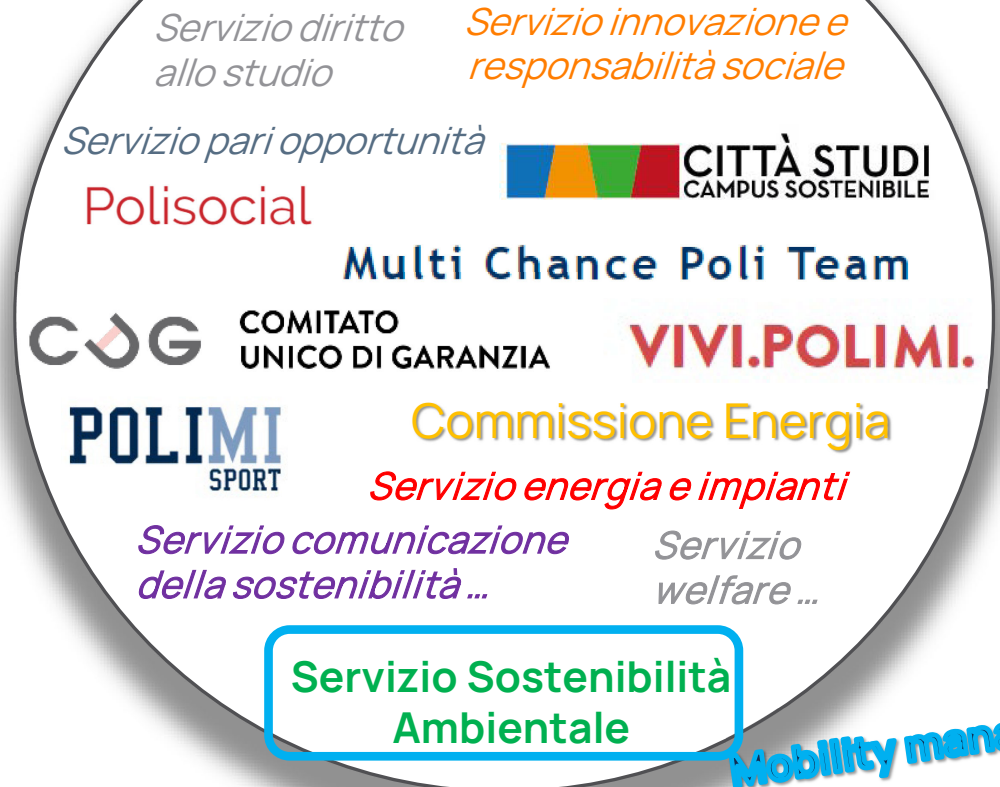 Servizio diritto
allo studio
Servizio innovazione e
responsabilità sociale
Servizio pari opportunità
CITTÀ STUDI
CAMPUS SOSTENIBILE
Polisocial
Multi Chance Poli Team
CUG
COMITATO
UNICO DI GARANZIA
VIVI.POLIMI.
POLIMI
SPORT
Commissione Energia
Servizio energia e impianti
Servizio comunicazione
della sostenibilità ...
Servizio
welfare ...
Servizio Sostenibilità
Ambientale
Mobility